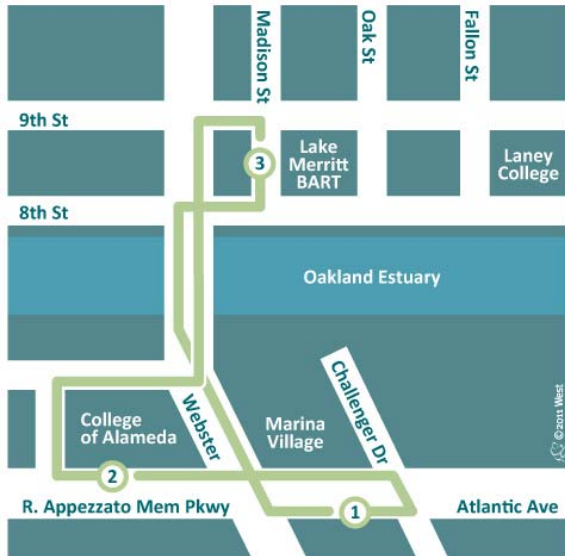 Madison St
Oak St
Fallon St
9th St
3
Lake
Merritt
BART
Laney
College
8th St
Oakland Estuary
Challenger Dr
College
of Alameda
Webster
Marina
Village
2
R. Appezzato Mem Pkwy
1
Atlantic Ave
© 2011 West